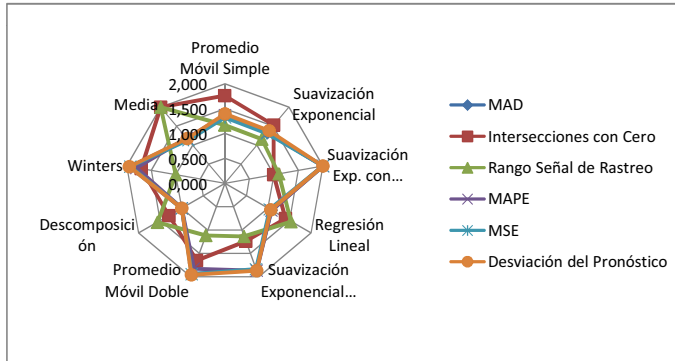 Promedio
Móvil Simple
2,000
1,500
1,000
0,500
0,000
Suavización
Exponencial
Suavización
Exp. con…
Regresión
Lineal
Suavización
Exponencial…
Promedio
Móvil Doble
Descomposici
ón
Winters
Media
MAD
Intersecciones con Cero
Rango Señal de Rastreo
MAPE
MSE
Desviación del Pronóstico